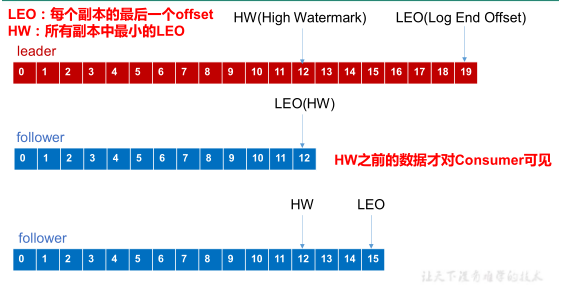 LEO：每个副本的最后一个offset
HW：所有副本中最小的LEO
HW(High Watermark)
LEO(Log End Offset)
leader
0 1 2 3 4 5 6 7 8 9 10 11 12 13 14 15 16 17 18 19
LEO(HW)
follower
0 1 2 3 4 5 6 7 8 9 10 11 12
HW之前的数据才对Consumer可见
HW
LEO
follower
0 1 2 3 4 5 6 7 8 9 10 11 12 13 14 15
让天下没有难学的技术